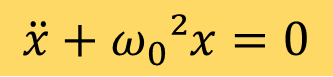 ẍ + ω₀²x = 0